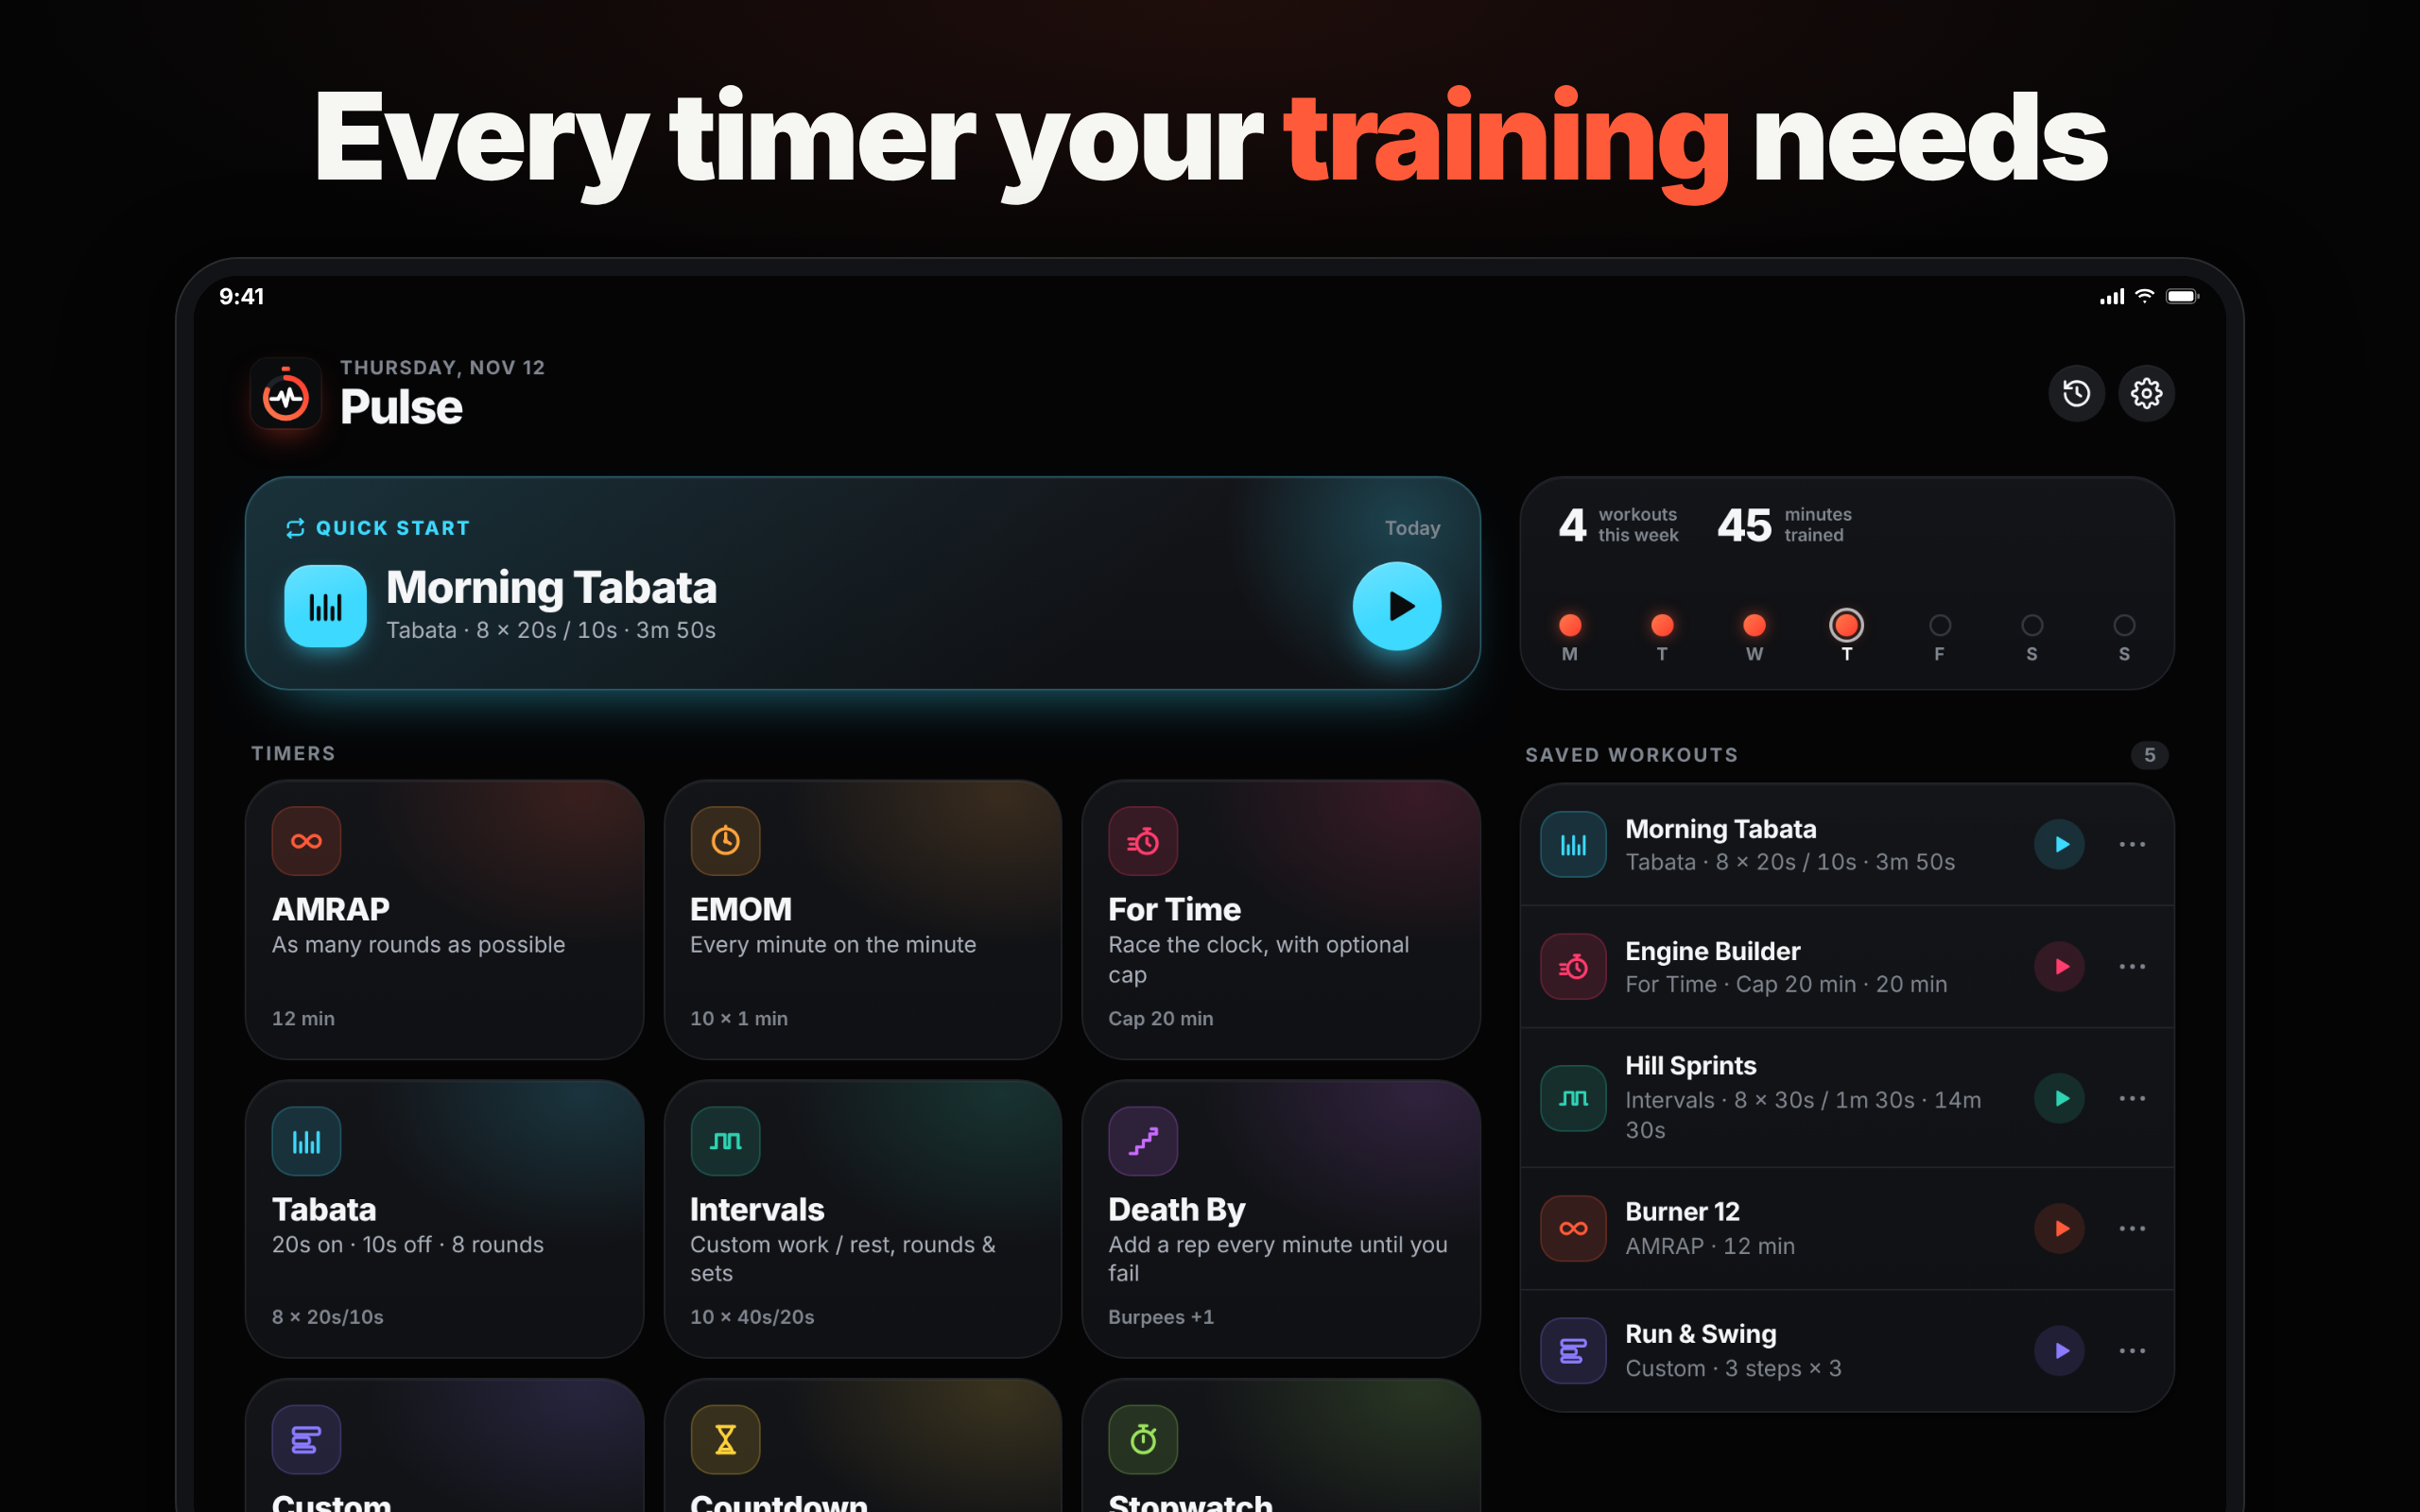 Every timer your training needs
9:41
THURSDAY, NOV 12
Pulse
QUICK START
Today
Morning Tabata
Tabata · 8 × 20s / 10s · 3m 50s
4 workouts this week
45 minutes trained
M T W T F S S
TIMERS
AMRAP
As many rounds as possible
12 min
EMOM
Every minute on the minute
10 × 1 min
For Time
Race the clock, with optional
cap
Cap 20 min
Tabata
20s on · 10s off · 8 rounds
8 × 20s/10s
Intervals
Custom work / rest, rounds &
sets
10 × 40s/20s
Death By
Add a rep every minute until you
fail
Burpees +1
Custom
Countdown
Stopwatch
SAVED WORKOUTS
5
Morning Tabata
Tabata · 8 × 20s / 10s · 3m 50s
Engine Builder
For Time · Cap 20 min · 20 min
Hill Sprints
Intervals · 8 × 30s / 1m 30s · 14m
30s
Burner 12
AMRAP · 12 min
Run & Swing
Custom · 3 steps × 3